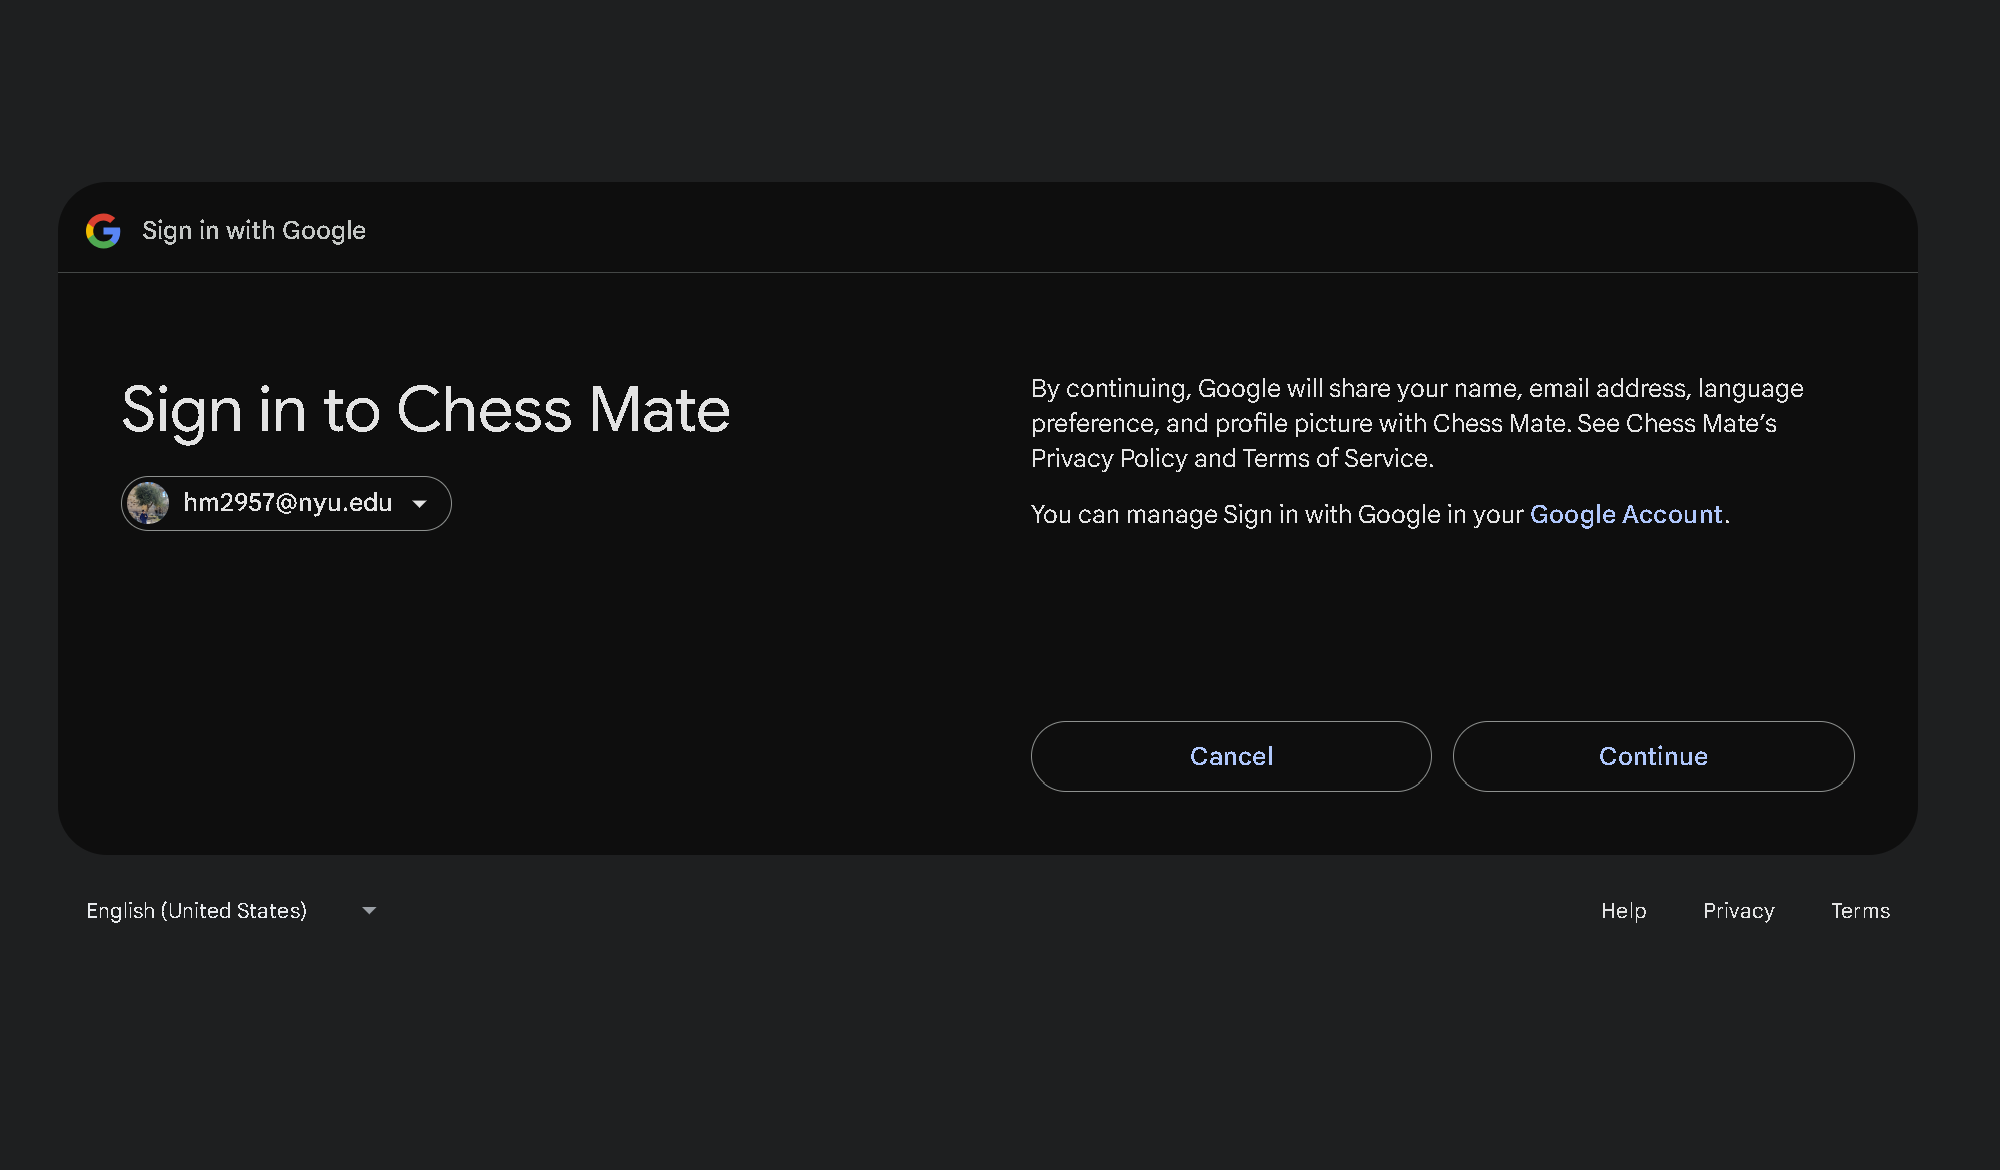 Sign in with Google
Sign in to Chess Mate
hm2957@nyu.edu
By continuing, Google will share your name, email address, language
preference, and profile picture with Chess Mate. See Chess Mate’s
Privacy Policy and Terms of Service.
You can manage Sign in with Google in your Google Account.
Cancel
Continue
English (United States)
Help
Privacy
Terms